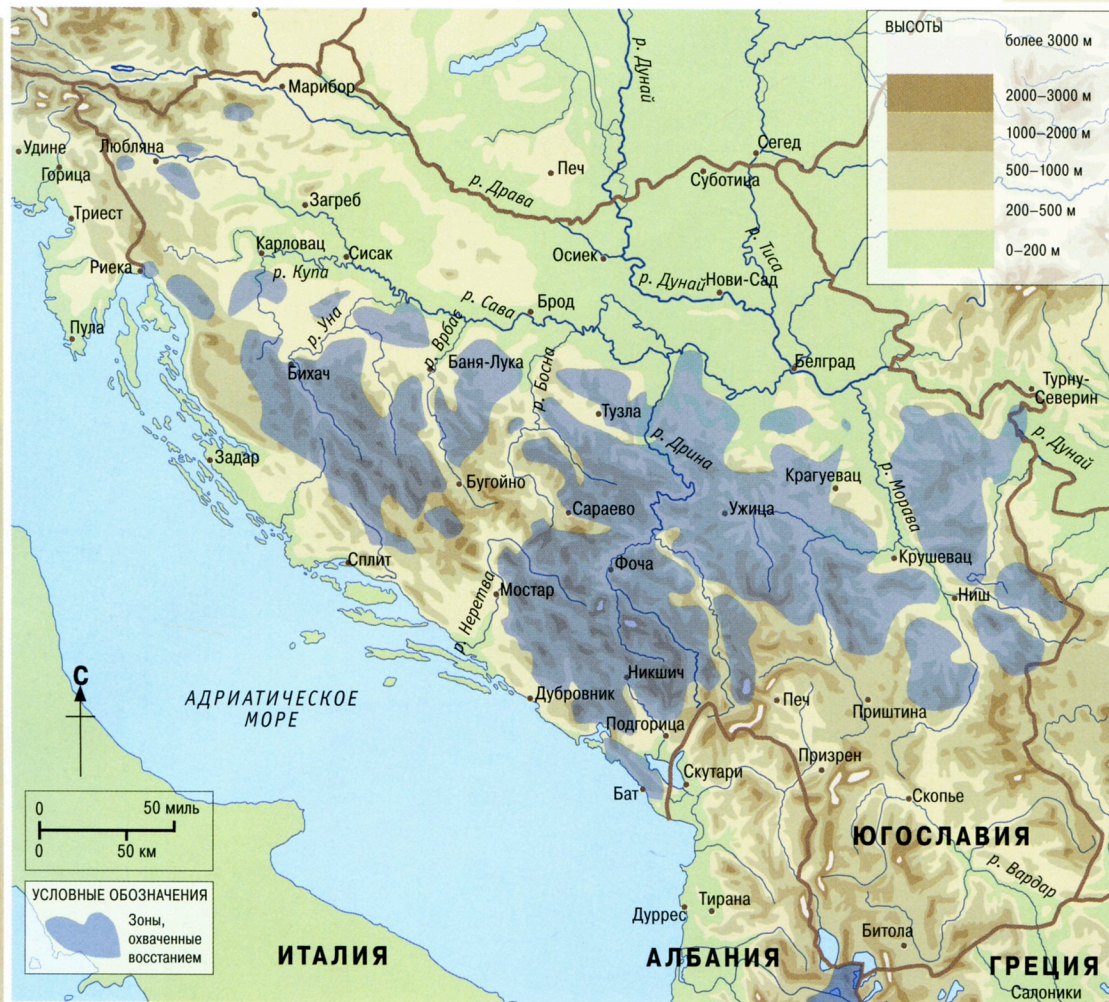 ВЫСОТЫ
более 3000 м
2000–3000 м
1000–2000 м
500–1000 м
200–500 м
0–200 м
Марибор
р. Дунай
Удине
Любляна
Горица
Печ
Сегед
Суботица
р. Драва
Триест
Загреб
р. Тиса
Карловац
Сисак
Осиек
Риека
р. Купа
р. Дунай
Нови-Сад
р. Сава
Брод
Пула
р. Уна
р. Врбас
Баня-Лука
р. Босна
Бихач
Белград
Турну-
Северин
Тузла
р. Дрина
р. Дунай
Задар
Бугойно
Крагуевац
р. Морава
Сараево
Ужица
Сплит
Фоча
Крушевац
Мостар
Ниш
р. Неретва
Никшич
Дубровник
Печ
Приштина
С
АДРИАТИЧЕСКОЕ
МОРЕ
Подгорица
Призрен
Скутари
Бат
Скопье
0 50 миль
0 50 км
ЮГОСЛАВИЯ
р. Вардар
УСЛОВНЫЕ ОБОЗНАЧЕНИЯ
Зоны,
охваченные
восстанием
Тирана
Дуррес
Битола
ИТАЛИЯ
АЛБАНИЯ
ГРЕЦИЯ
Салоники